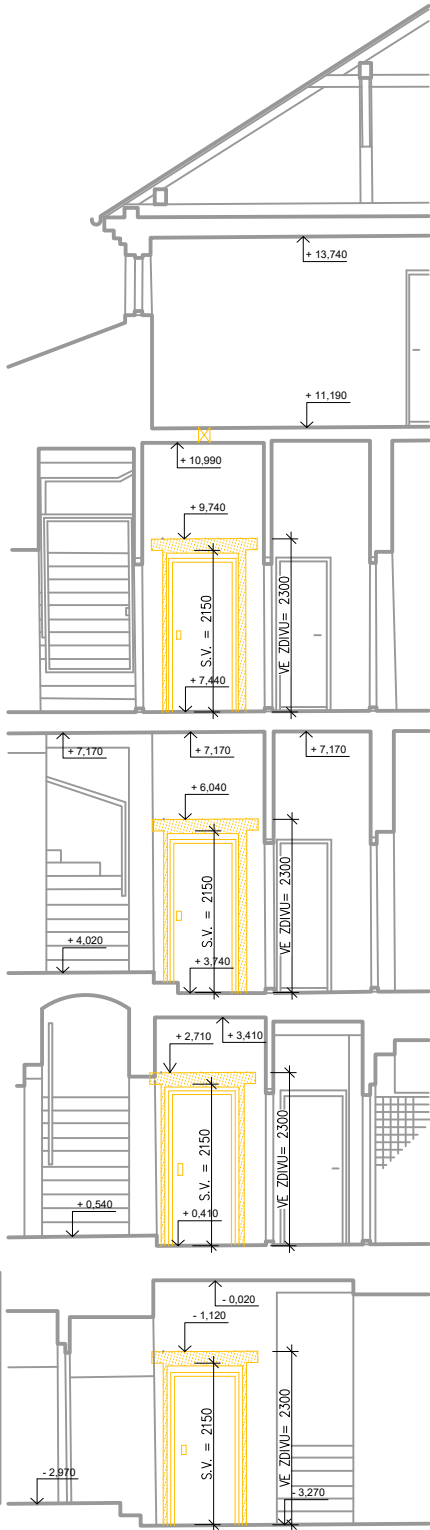 + 13,740
+ 11,190
+ 10,990
+ 9,740
S.V. = 2150
VE ZDIVU= 2300
+ 7,440
+ 7,170
+ 7,170
+ 7,170
+ 6,040
S.V. = 2150
VE ZDIVU= 2300
+ 4,020
+ 3,740
+ 2,710
+ 3,410
S.V. = 2150
VE ZDIVU= 2300
+ 0,540
+ 0,410
- 0,020
- 1,120
S.V. = 2150
VE ZDIVU= 2300
- 2,970
- 3,270